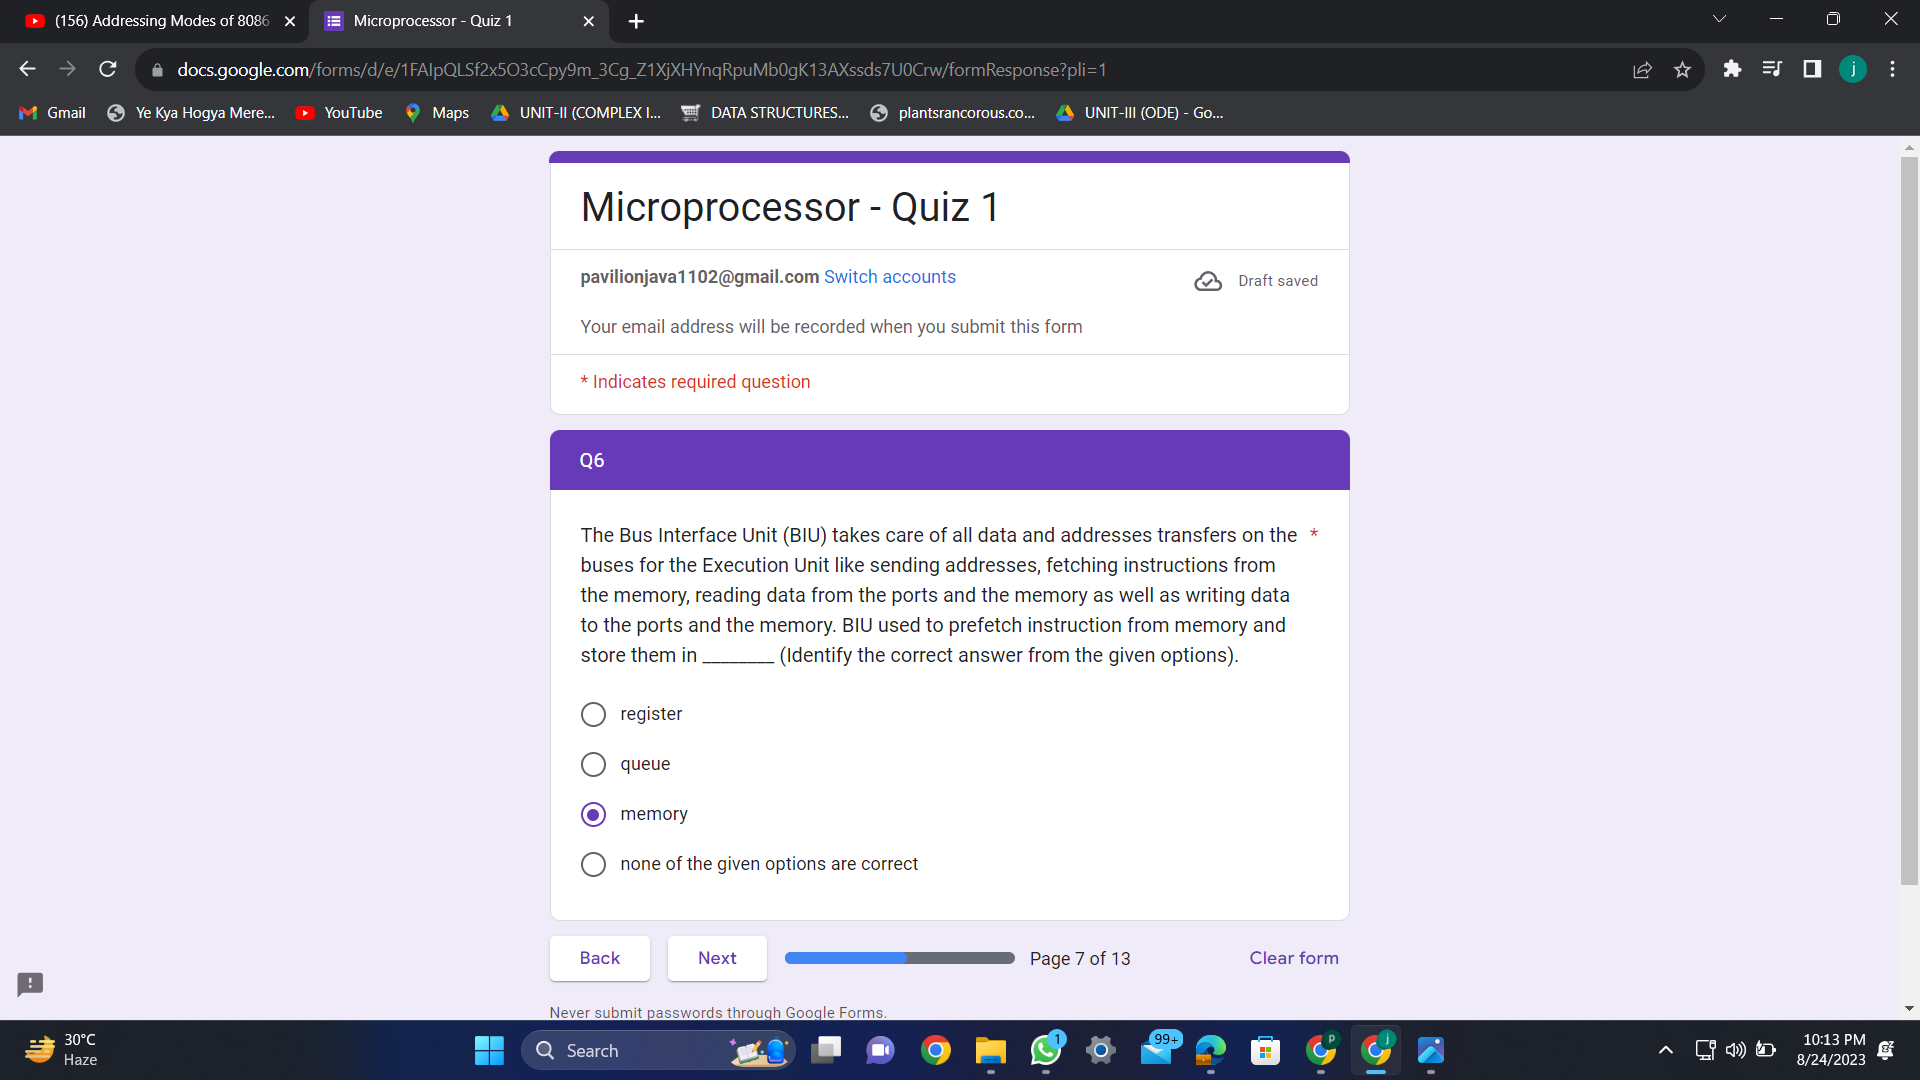 (156) Addressing Modes of 8086
Microprocessor - Quiz 1
docs.google.com/forms/d/e/1FAIpQLSf2x5O3cCpy9m_3Cg_Z1XjXHYnqRpuMb0gK13AXssds7U0Crw/formResponse?pli=1
j
Gmail
Ye Kya Hogya Mere...
YouTube
Maps
UNIT-II (COMPLEX I...
DATA STRUCTURES...
plantsrancorous.co...
UNIT-III (ODE) - Go...
Microprocessor - Quiz 1
pavilionjava1102@gmail.com Switch accounts
Draft saved
Your email address will be recorded when you submit this form
* Indicates required question
Q6
The Bus Interface Unit (BIU) takes care of all data and addresses transfers on the *
buses for the Execution Unit like sending addresses, fetching instructions from
the memory, reading data from the ports and the memory as well as writing data
to the ports and the memory. BIU used to prefetch instruction from memory and
store them in ________ (Identify the correct answer from the given options).
register
queue
memory
none of the given options are correct
Back
Next
Page 7 of 13
Clear form
Never submit passwords through Google Forms.
30°C
Haze
Search
1
99+
P
j
10:13 PM
8/24/2023